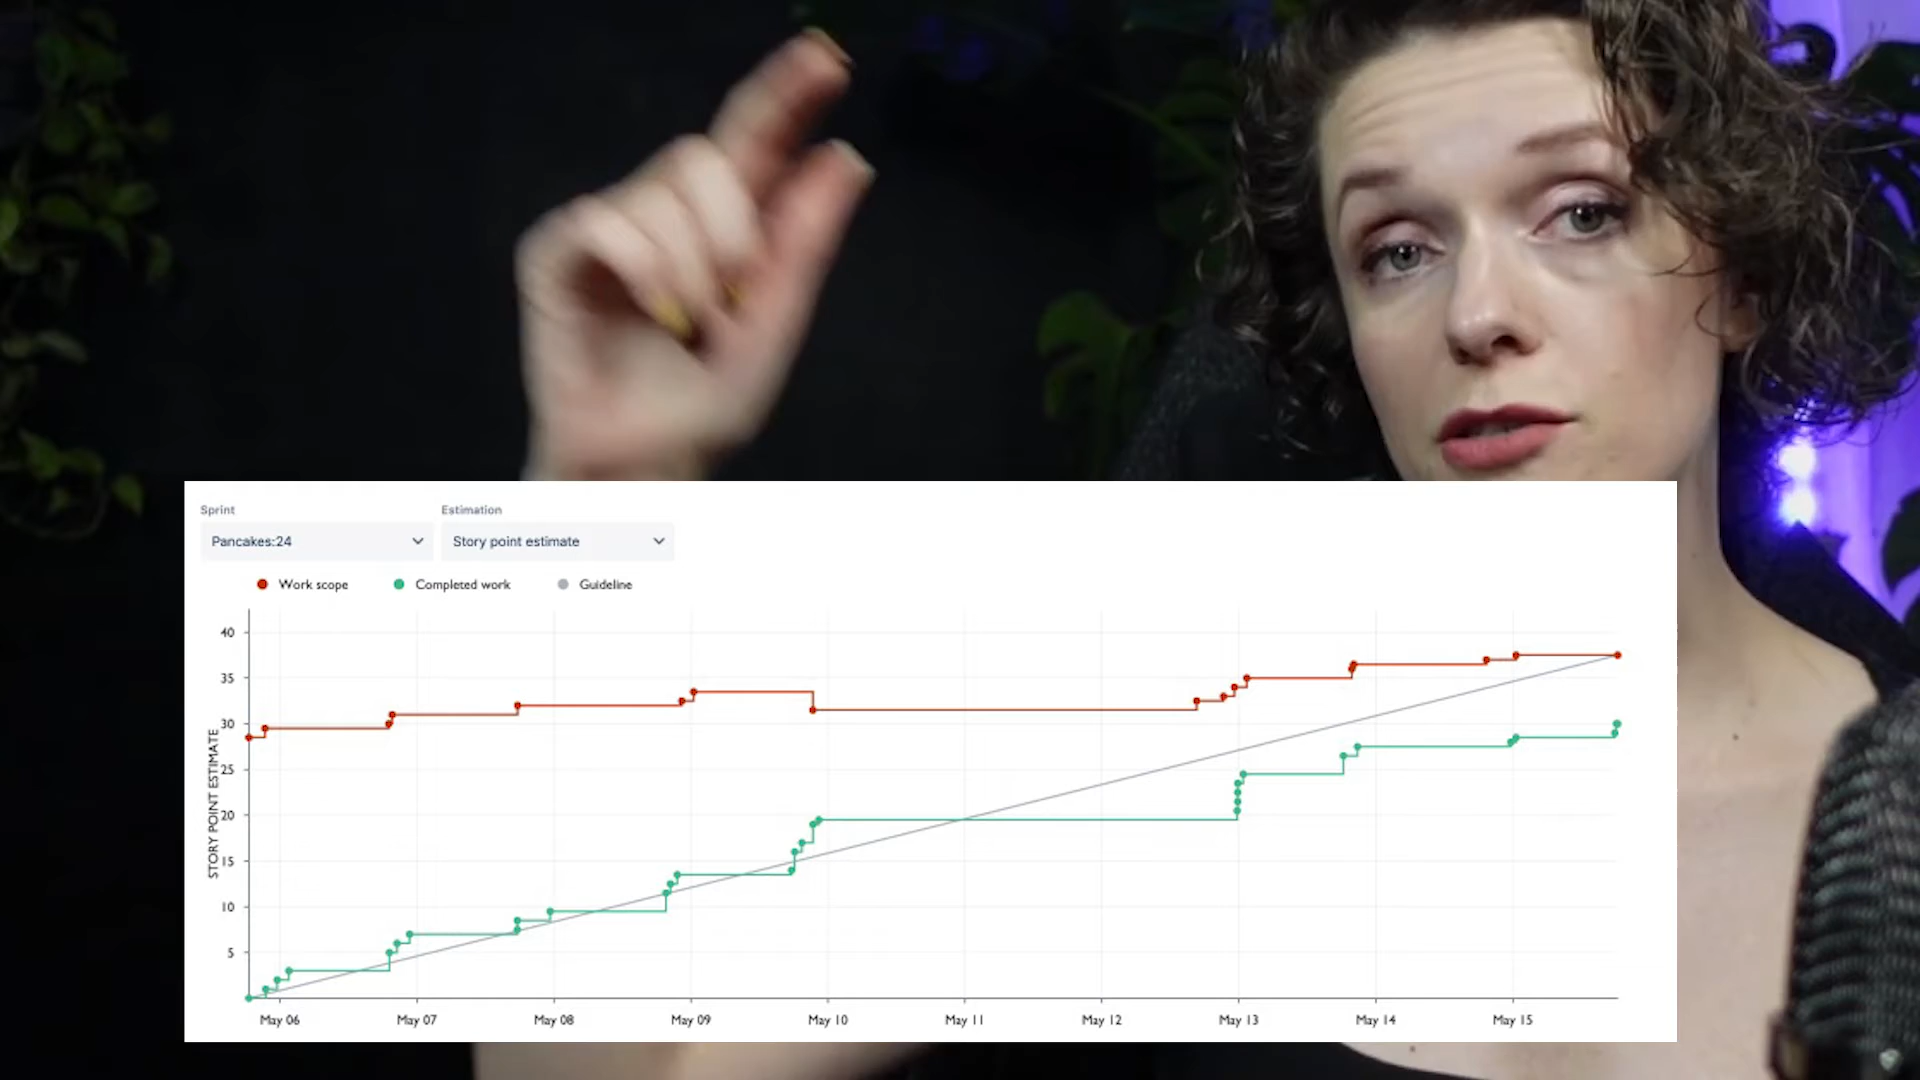 Sprint Estimation
Pancakes:24 Story point estimate
Work scope Completed work Guideline
STORY POINT ESTIMATE
40
35
30
25
20
15
10
5
May 06 May 07 May 08 May 09 May 10 May 11 May 12 May 13 May 14 May 15